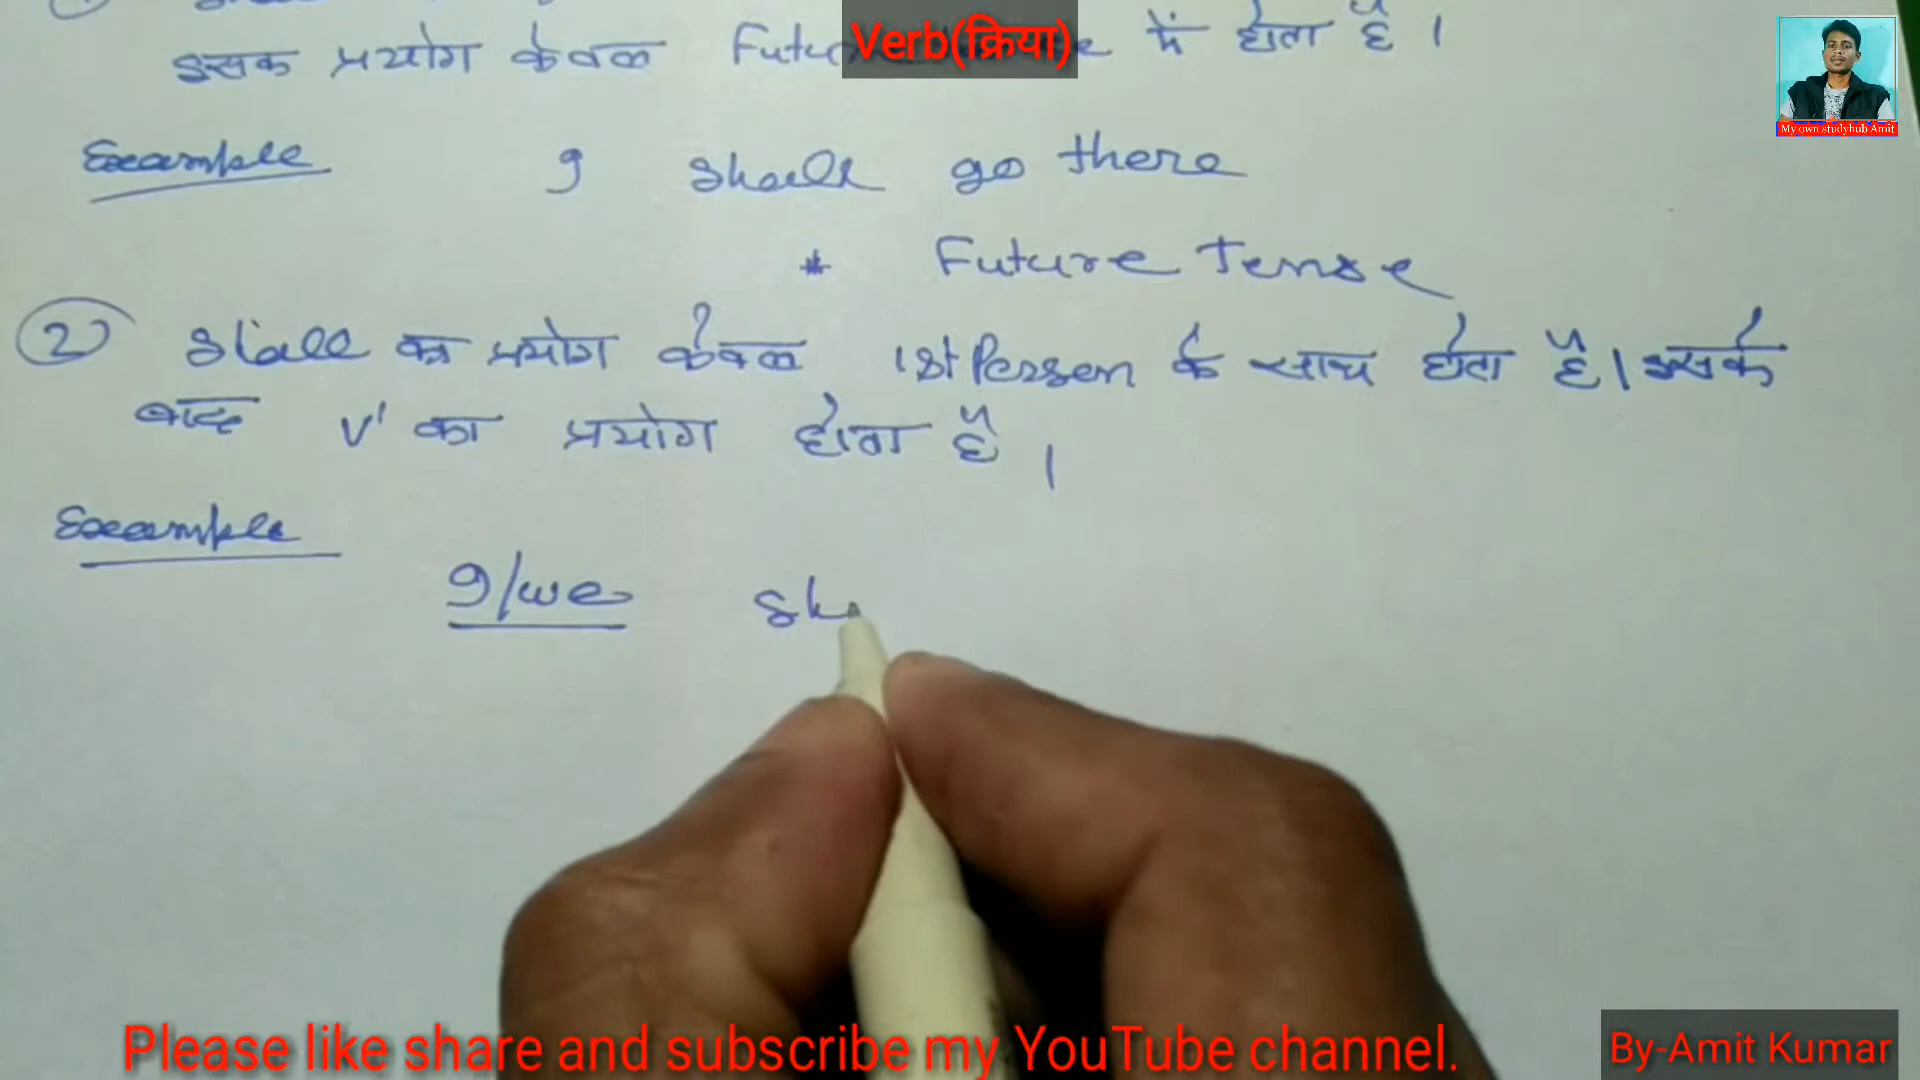 Verb(क्रिया)
इसक प्रयोग केवल Futu e में होता है ।
My own studyhub Amit
Example I shall go there
* Future Tense
2) Shall का प्रयोग केवल 1st Person के साथ होता है। इसके
बाद V' का प्रयोग होता है ।
Example
I/we sh
Please like share and subscribe my YouTube channel.
By-Amit Kumar